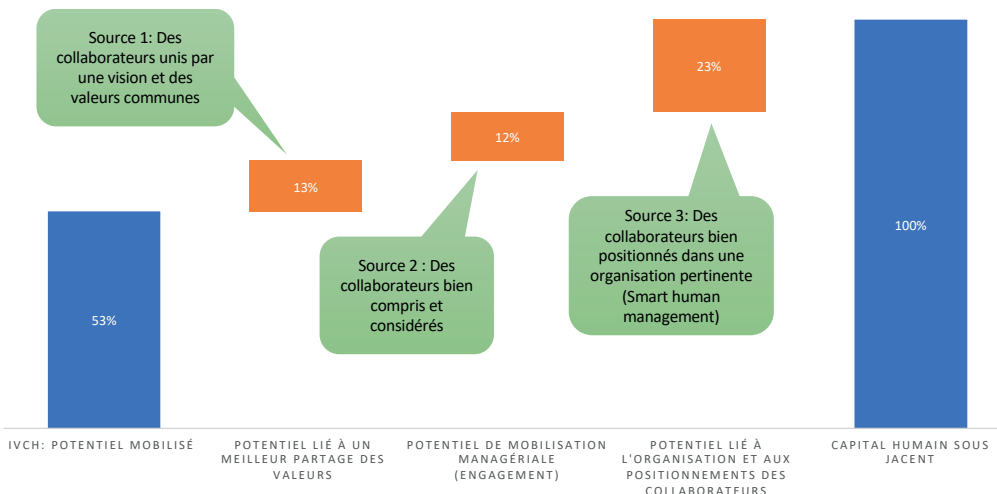 Source 1: Des
collaborateurs unis par
une vision et des
valeurs communes
13%
12%
23%
Source 2 : Des
collaborateurs bien
compris et
considérés
Source 3: Des
collaborateurs bien
positionnés dans une
organisation pertinente
(Smart human
management)
53%
100%
IVCH: POTENTIEL MOBILISÉ
POTENTIEL LIÉ À UN
MEILLEUR PARTAGE DES
VALEURS
POTENTIEL DE MOBILISATION
MANAGÉRIALE
(ENGAGEMENT)
POTENTIEL LIÉ À
L'ORGANISATION ET AUX
POSITIONNEMENTS DES
COLLABORATEURS
CAPITAL HUMAIN SOUS
JACENT